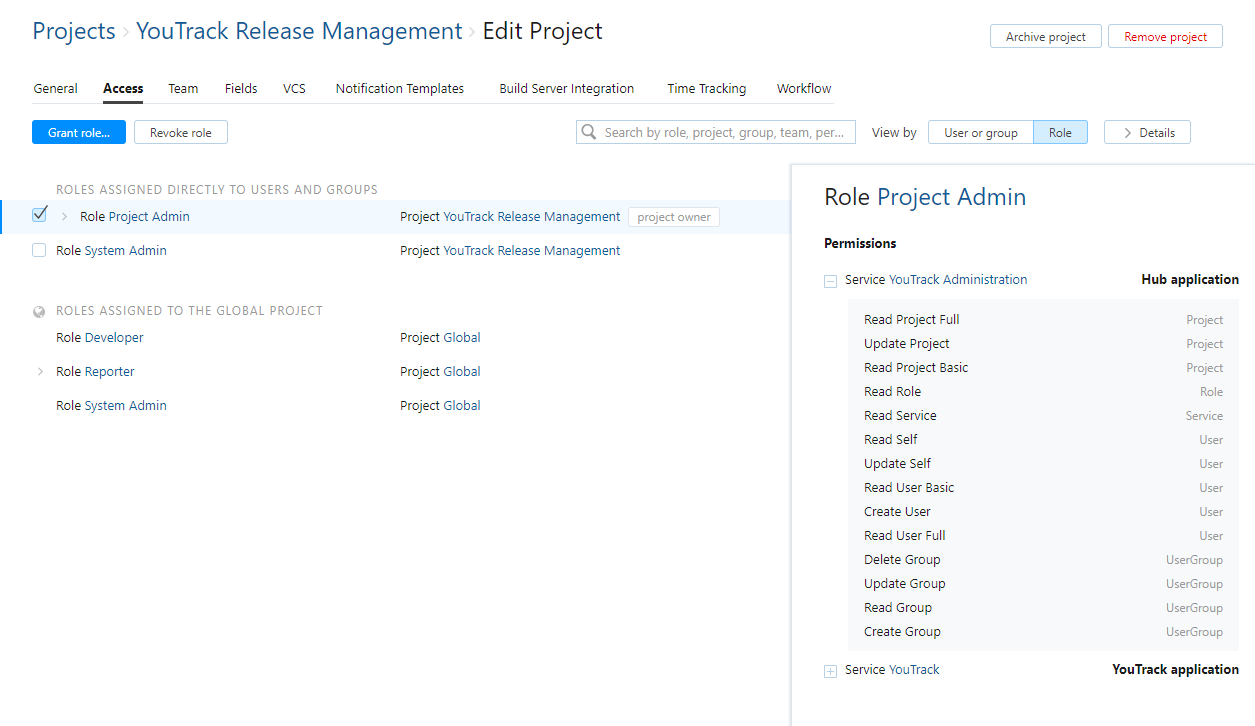 Projects › YouTrack Release Management › Edit Project
Archive project
Remove project
General Access Team Fields VCS Notification Templates Build Server Integration Time Tracking Workflow
Grant role...
Revoke role
Search by role, project, group, team, per...
View by
User or group
Role
Details
ROLES ASSIGNED DIRECTLY TO USERS AND GROUPS
Role Project Admin Project YouTrack Release Management project owner
Role System Admin Project YouTrack Release Management
ROLES ASSIGNED TO THE GLOBAL PROJECT
Role Developer Project Global
Role Reporter Project Global
Role System Admin Project Global
Role Project Admin
Permissions
Service YouTrack Administration Hub application
Read Project Full Project
Update Project Project
Read Project Basic Project
Read Role Role
Read Service Service
Read Self User
Update Self User
Read User Basic User
Create User User
Read User Full User
Delete Group UserGroup
Update Group UserGroup
Read Group UserGroup
Create Group UserGroup
Service YouTrack YouTrack application